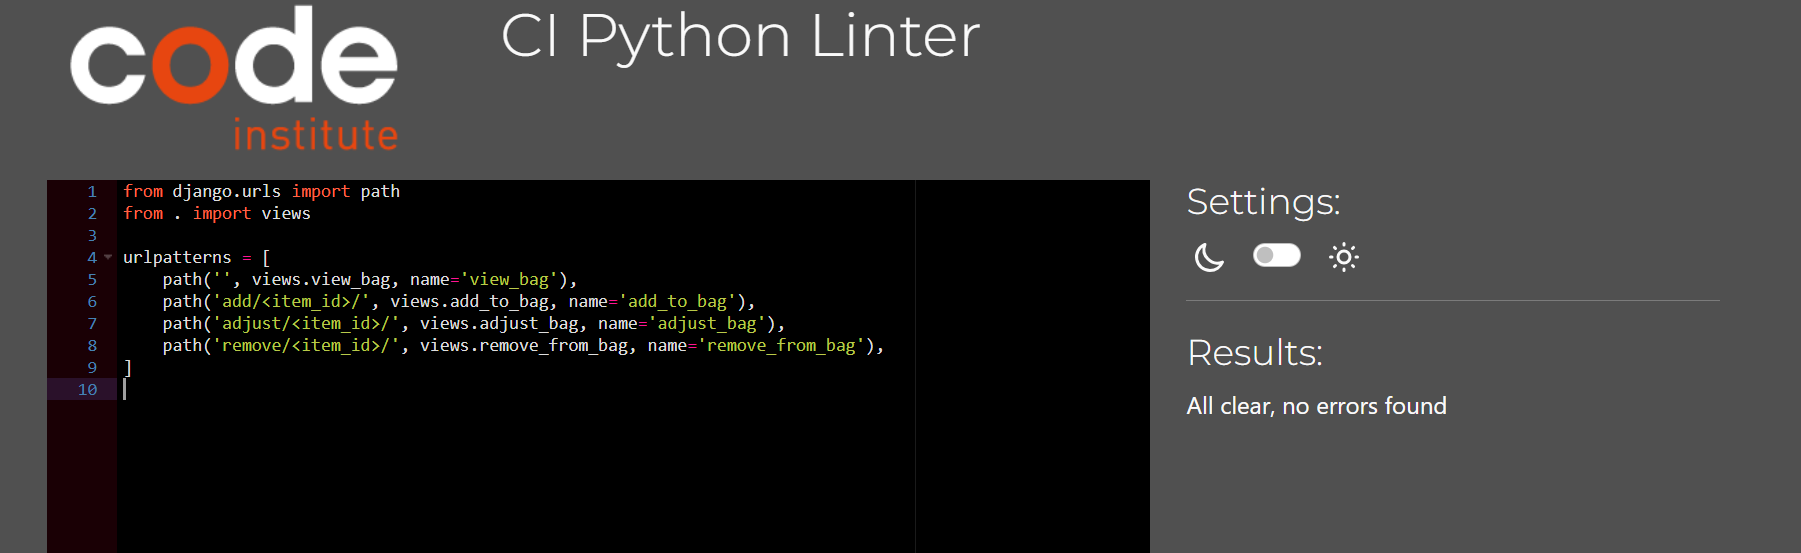 code
institute
CI Python Linter
1 from django.urls import path
2 from . import views
3
4 urlpatterns = [
5     path('', views.view_bag, name='view_bag'),
6     path('add/<item_id>/', views.add_to_bag, name='add_to_bag'),
7     path('adjust/<item_id>/', views.adjust_bag, name='adjust_bag'),
8     path('remove/<item_id>/', views.remove_from_bag, name='remove_from_bag'),
9 ]
10
Settings:
Results:
All clear, no errors found